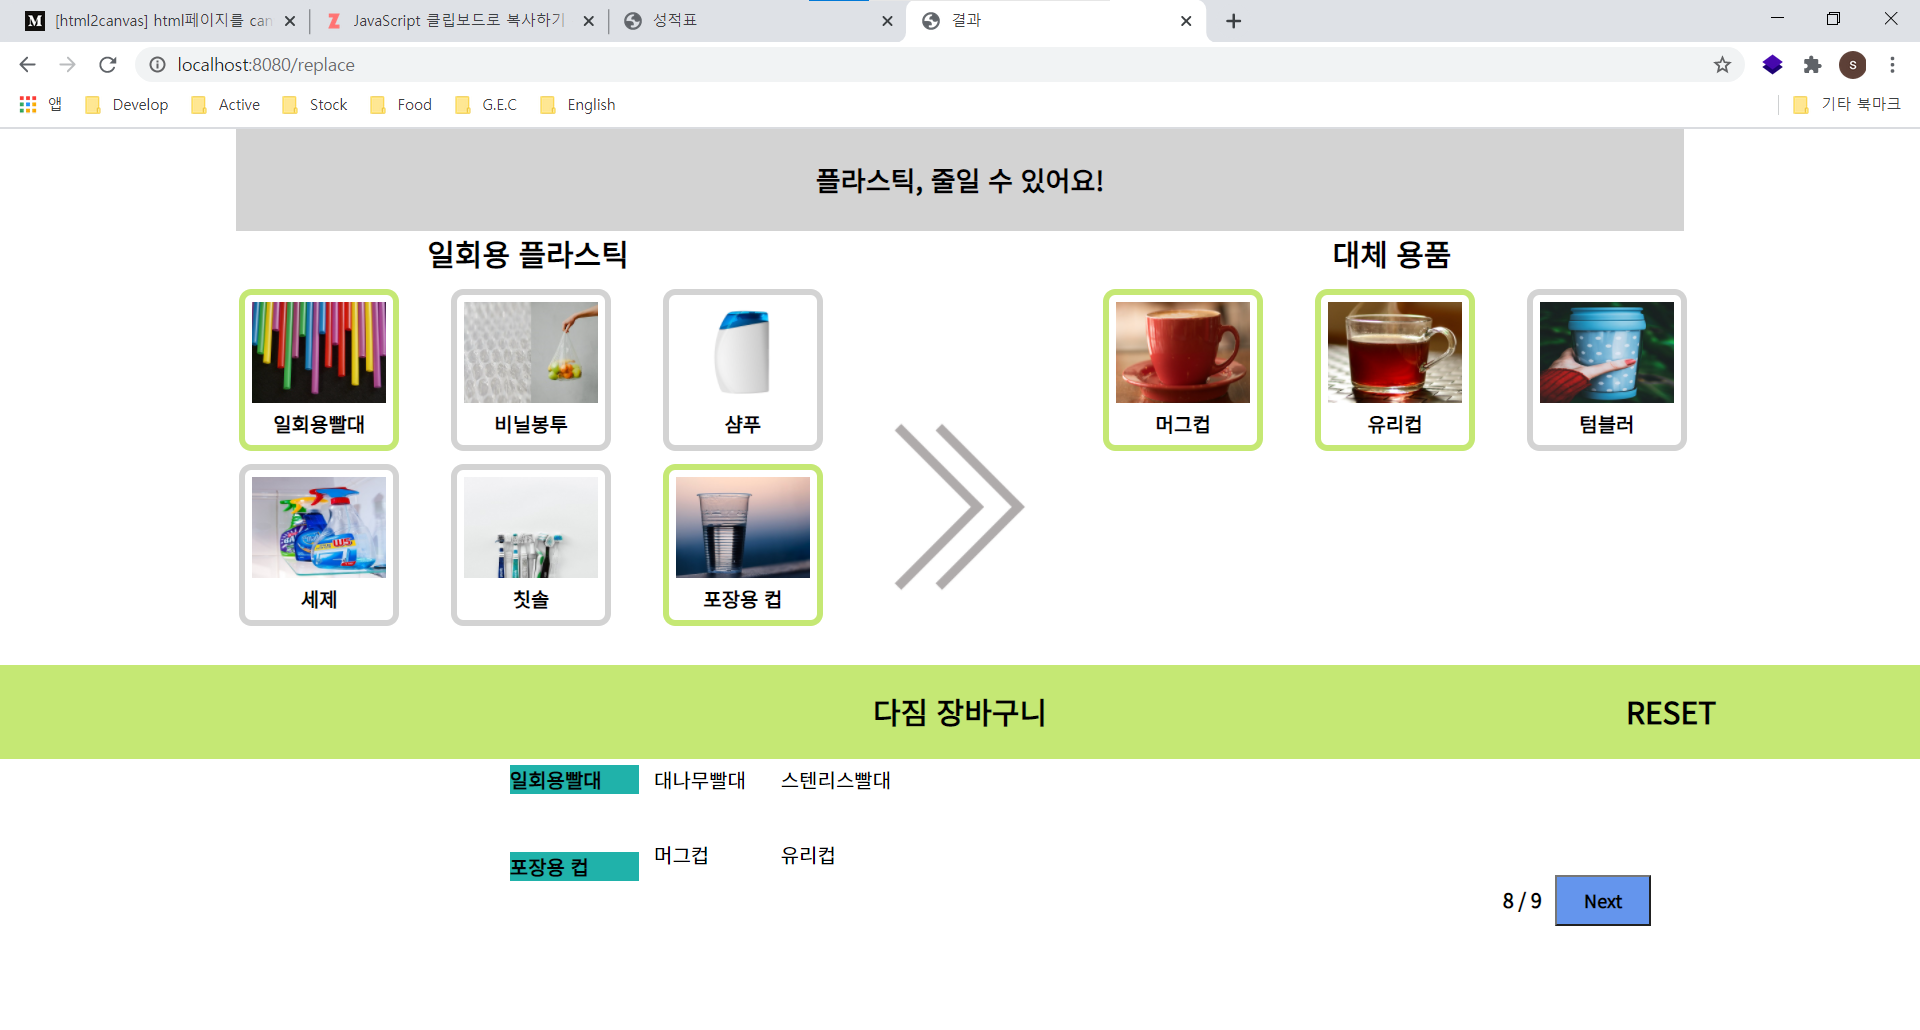 [html2canvas] html페이지를 can
JavaScript 클립보드로 복사하기
성적표
결과
localhost:8080/replace
S
앱
Develop
Active
Stock
Food
G.E.C
English
기타 북마크
플라스틱, 줄일 수 있어요!
일회용 플라스틱
대체 용품
일회용빨대
비닐봉투
샴푸
머그컵
유리컵
텀블러
세제
칫솔
포장용 컵
다짐 장바구니
RESET
일회용빨대 대나무빨대 스텐리스빨대
포장용 컵 머그컵 유리컵
8 / 9 Next